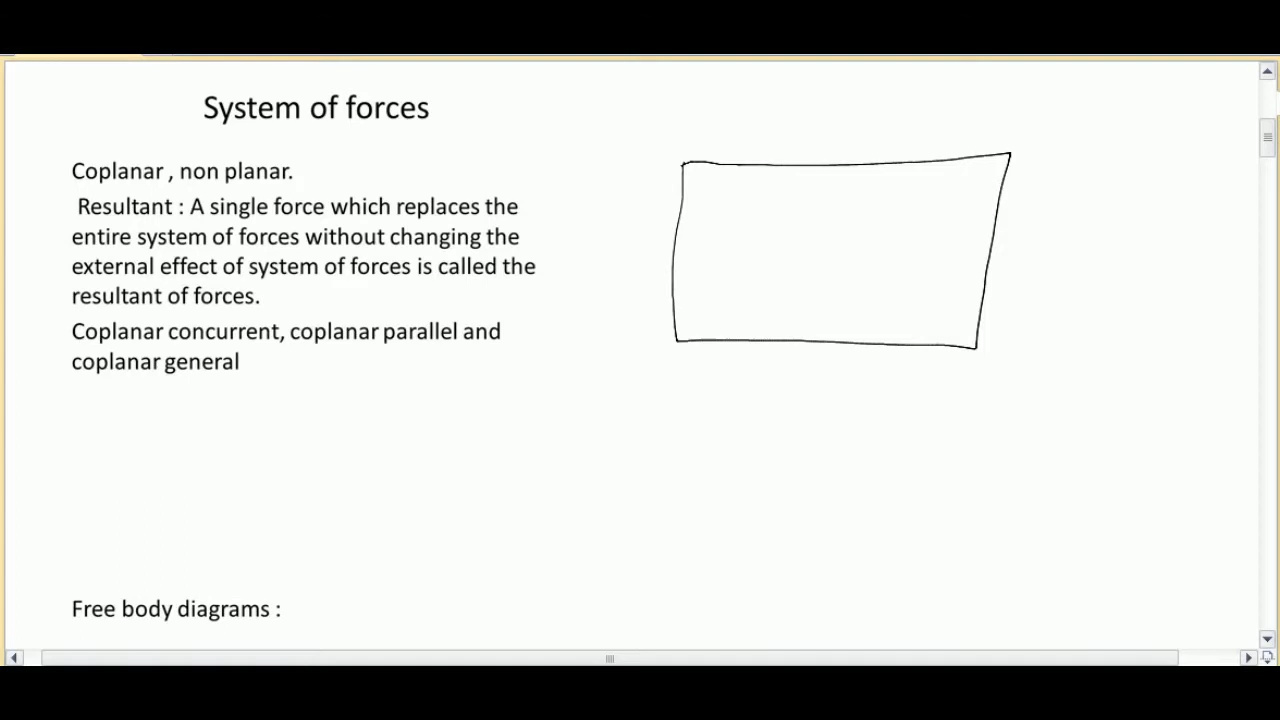 System of forces
Coplanar , non planar.
Resultant : A single force which replaces the
entire system of forces without changing the
external effect of system of forces is called the
resultant of forces.
Coplanar concurrent, coplanar parallel and
coplanar general
Free body diagrams :